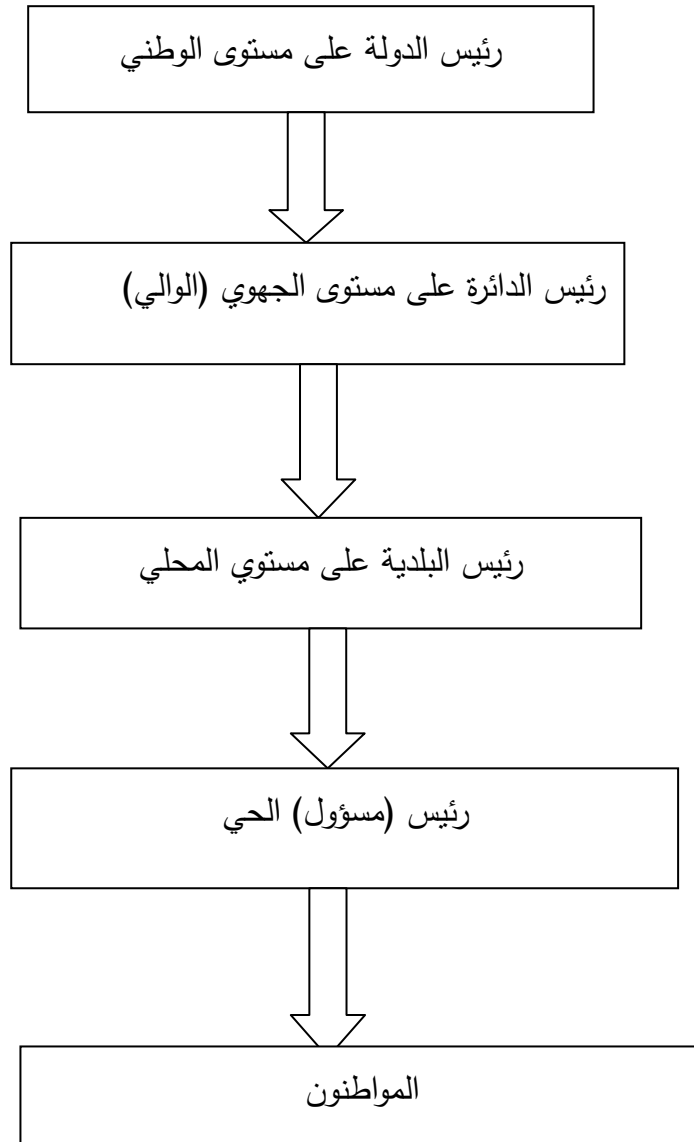 رئيس الدولة على مستوى الوطني
رئيس الدائرة على مستوى الجهوي (الوالي)
رئيس البلدية على مستوي المحلي
رئيس (مسؤول) الحي
المواطنون